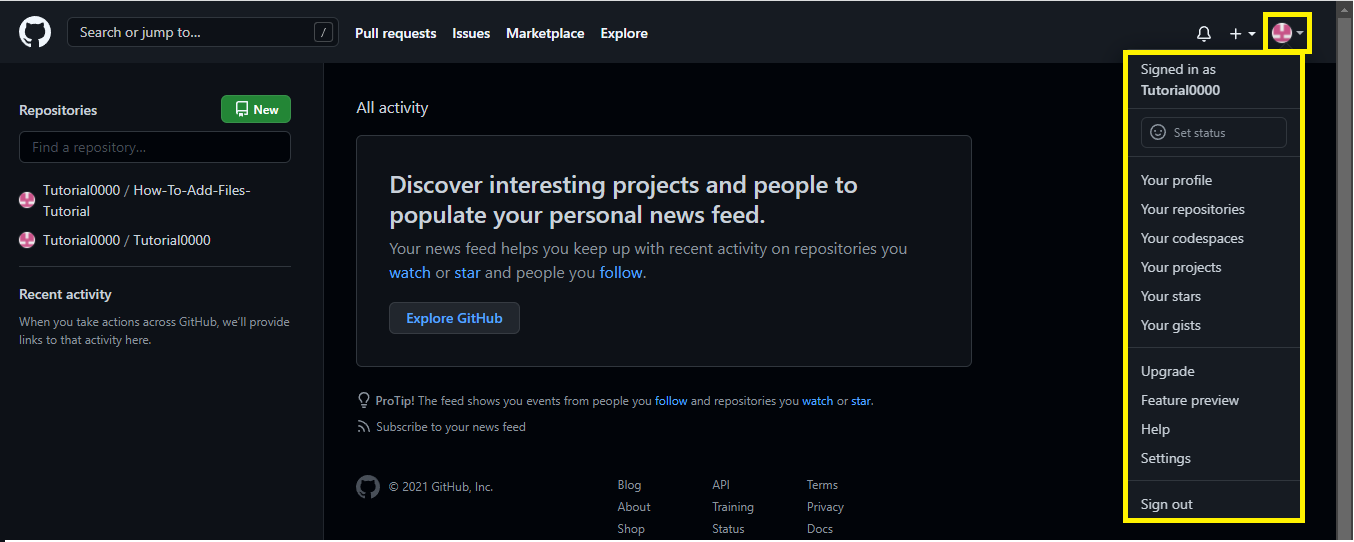 Search or jump to...
/
Pull requests
Issues
Marketplace
Explore
Repositories
New
Find a repository...
Tutorial0000 / How-To-Add-Files-
Tutorial
Tutorial0000 / Tutorial0000
Recent activity
When you take actions across GitHub, we'll provide
links to that activity here.
All activity
Discover interesting projects and people to
populate your personal news feed.
Your news feed helps you keep up with recent activity on repositories you
watch or star and people you follow.
Explore GitHub
ProTip! The feed shows you events from people you follow and repositories you watch or star.
Subscribe to your news feed
© 2021 GitHub, Inc.
Blog
About
Shop
API
Training
Status
Terms
Privacy
Docs
Signed in as
Tutorial0000
Set status
Your profile
Your repositories
Your codespaces
Your projects
Your stars
Your gists
Upgrade
Feature preview
Help
Settings
Sign out